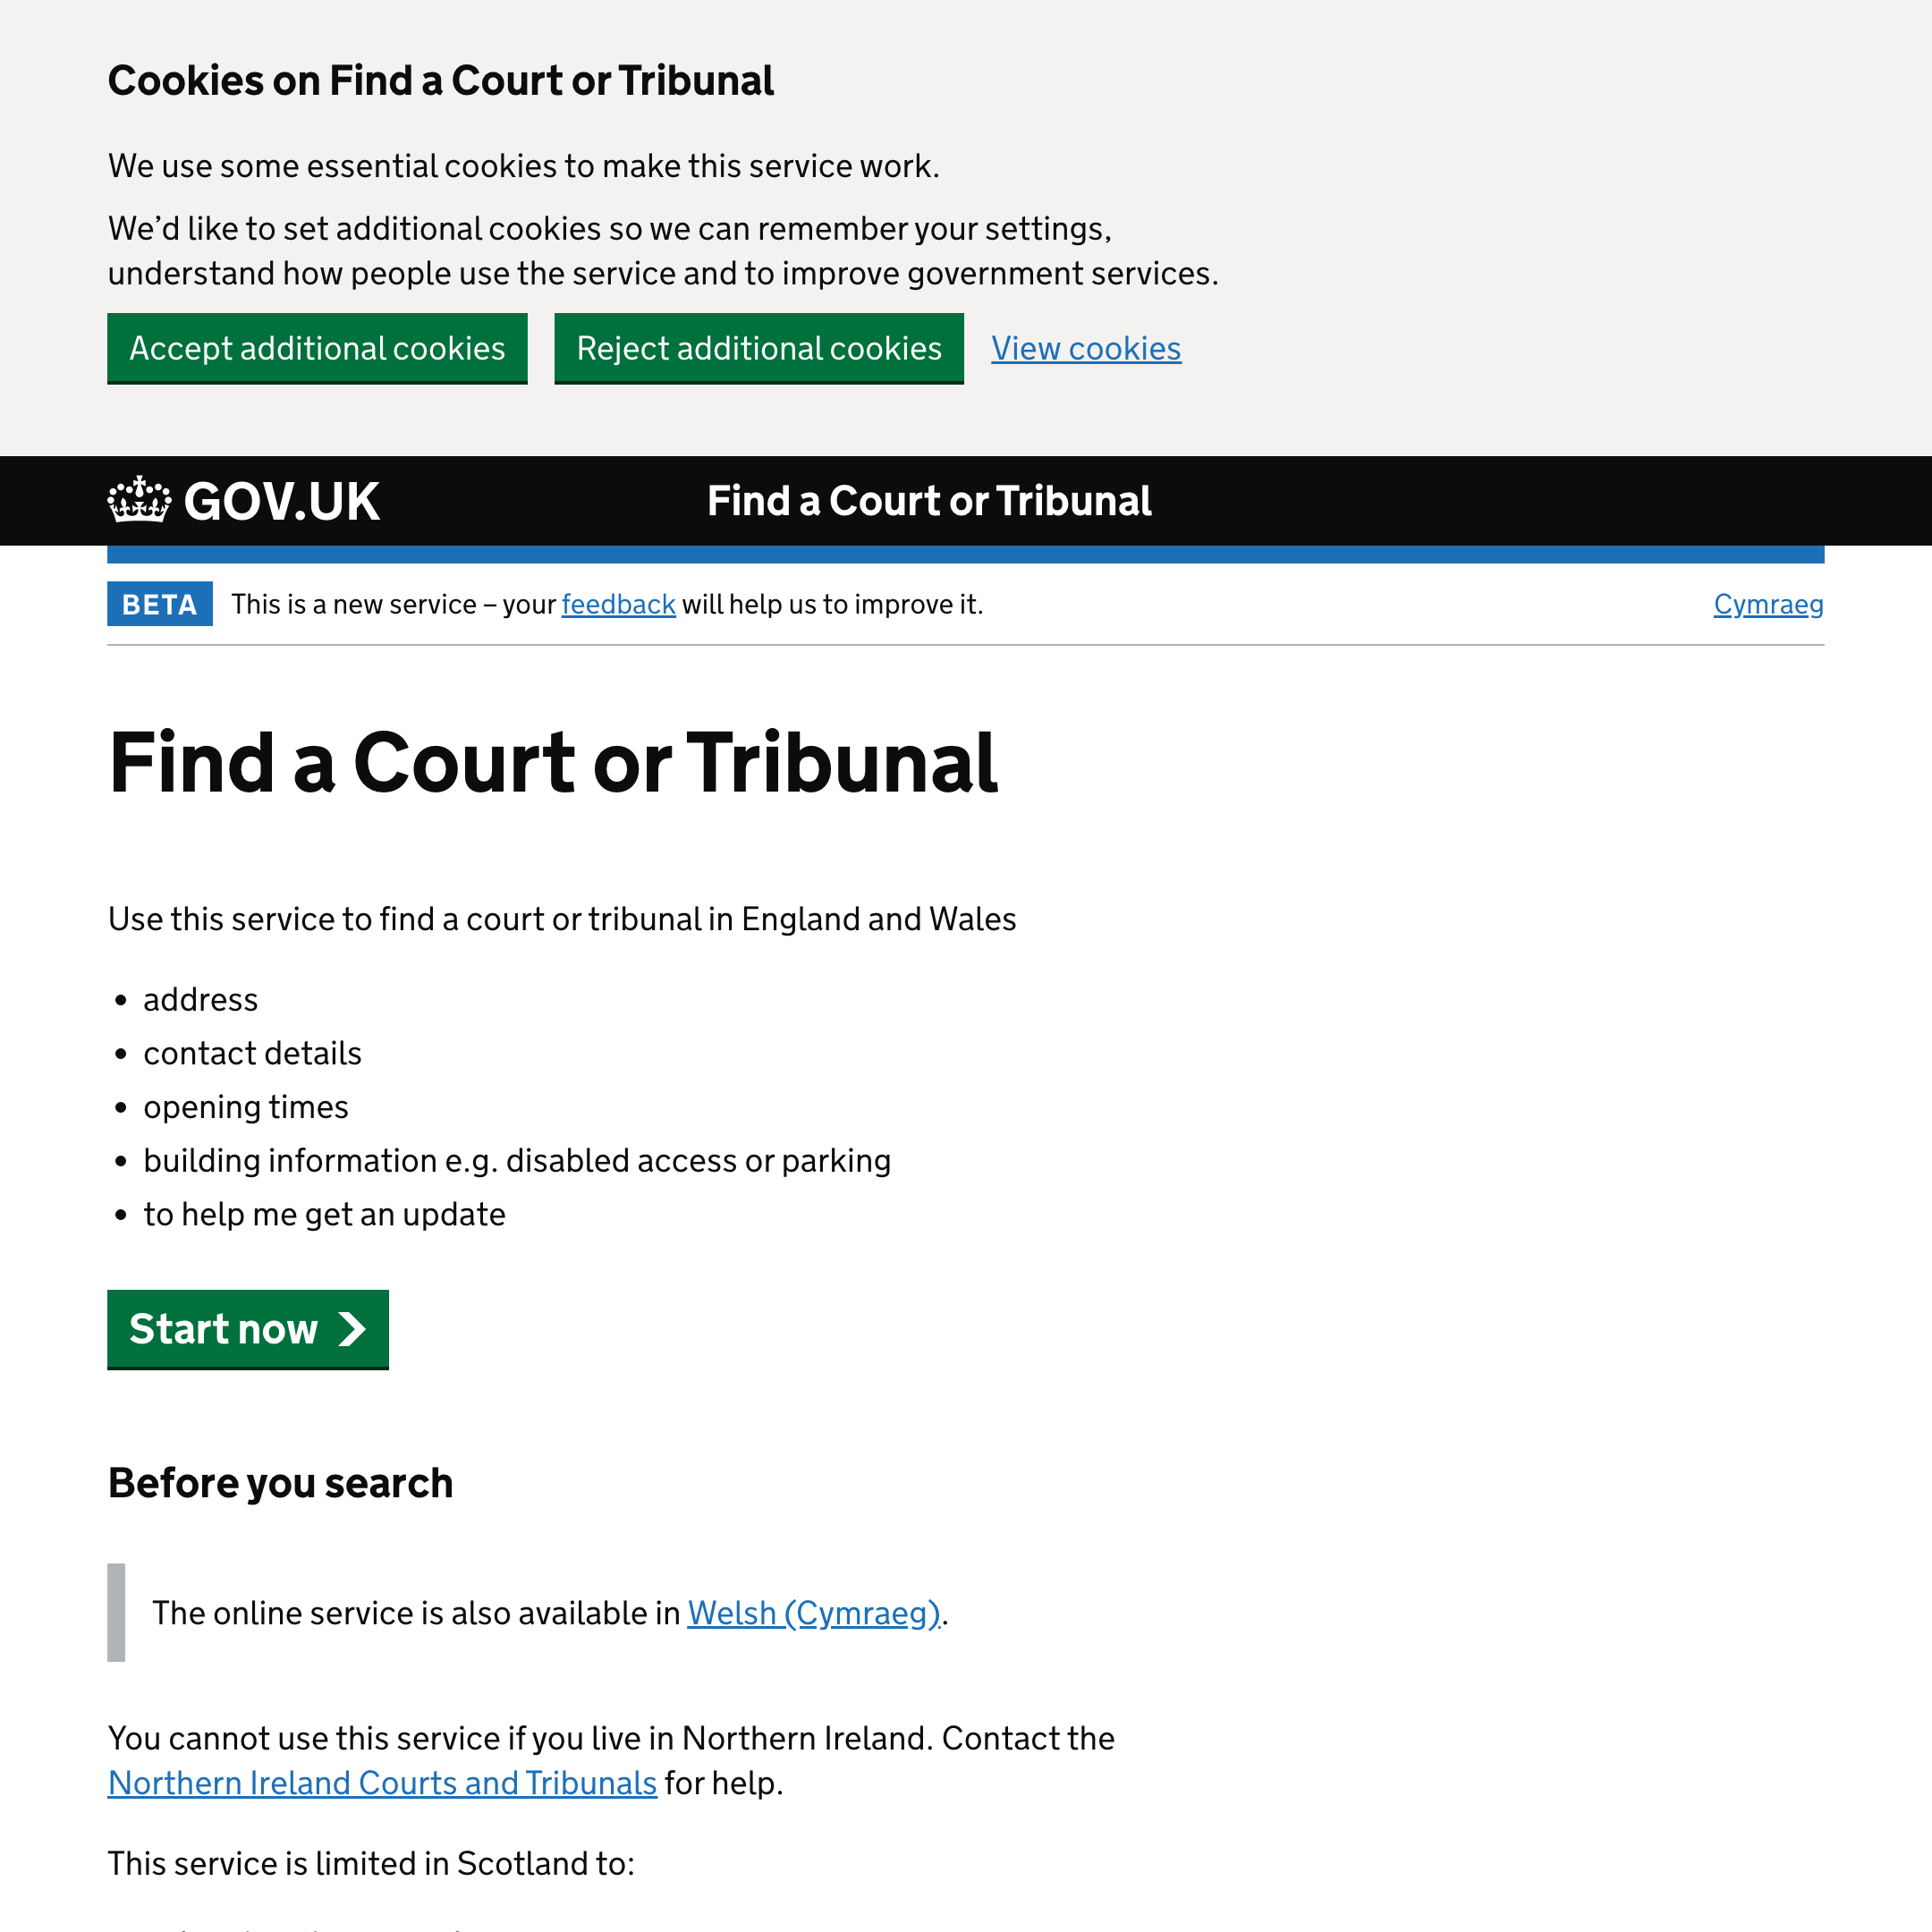 Cookies on Find a Court or Tribunal
We use some essential cookies to make this service work.
We’d like to set additional cookies so we can remember your settings,
understand how people use the service and to improve government services.
Accept additional cookies
Reject additional cookies
View cookies
GOV.UK
Find a Court or Tribunal
BETA
This is a new service – your feedback will help us to improve it.
Cymraeg
Find a Court or Tribunal
Use this service to find a court or tribunal in England and Wales
• address
• contact details
• opening times
• building information e.g. disabled access or parking
• to help me get an update
Start now
Before you search
The online service is also available in Welsh (Cymraeg).
You cannot use this service if you live in Northern Ireland. Contact the
Northern Ireland Courts and Tribunals for help.
This service is limited in Scotland to: